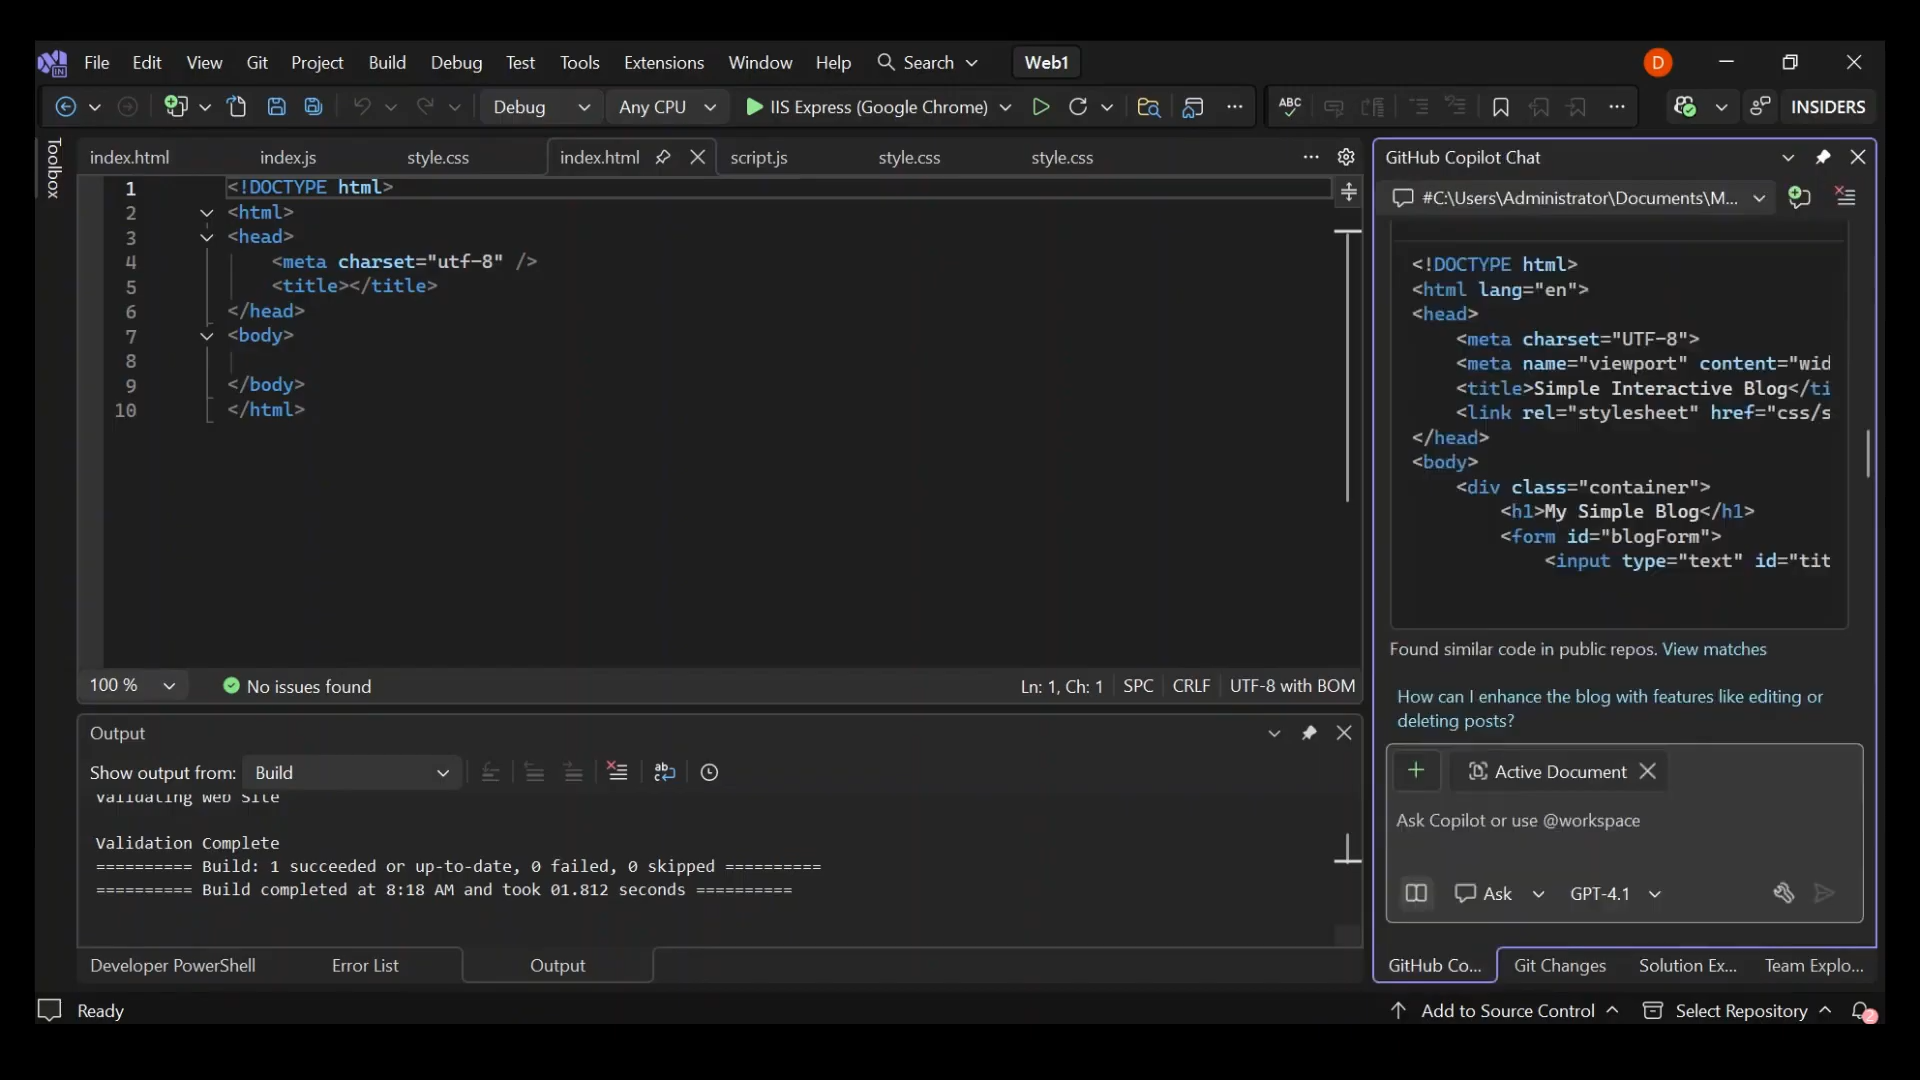 File Edit View Git Project Build Debug Test Tools Extensions Window Help Search Web1 D
Debug Any CPU IIS Express (Google Chrome) ABC INSIDERS
Toolbox
index.html index.js style.css index.html script.js style.css style.css
1 <!DOCTYPE html>
2 <html>
3 <head>
4 <meta charset="utf-8" />
5 <title></title>
6 </head>
7 <body>
8
9 </body>
10 </html>
100 % No issues found Ln: 1, Ch: 1 SPC CRLF UTF-8 with BOM
Output
Show output from: Build
Validating Web Site
Validation Complete
========== Build: 1 succeeded or up-to-date, 0 failed, 0 skipped ==========
========== Build completed at 8:18 AM and took 01.812 seconds ==========
Developer PowerShell Error List Output
GitHub Copilot Chat
#C:\Users\Administrator\Documents\M...
<!DOCTYPE html>
<html lang="en">
<head>
<meta charset="UTF-8">
<meta name="viewport" content="wid
<title>Simple Interactive Blog</ti
<link rel="stylesheet" href="css/s
</head>
<body>
<div class="container">
<h1>My Simple Blog</h1>
<form id="blogForm">
<input type="text" id="tit
Found similar code in public repos. View matches
How can I enhance the blog with features like editing or
deleting posts?
Active Document
Ask Copilot or use @workspace
Ask GPT-4.1
GitHub Co... Git Changes Solution Ex... Team Explo...
Ready Add to Source Control Select Repository 2